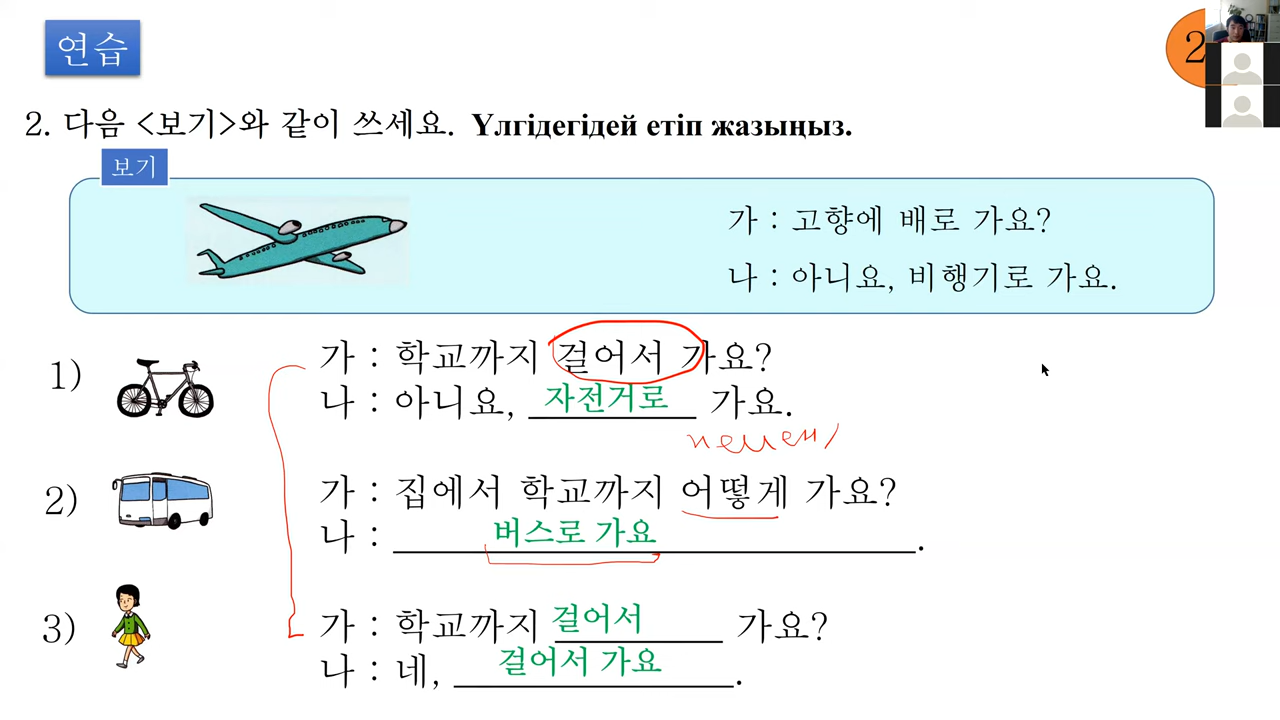 연습
2
2. 다음 <보기>와 같이 쓰세요. Үлгідегідей етіп жазыңыз.
보기
가 : 고향에 배로 가요?
나 : 아니요, 비행기로 가요.
1)
가 : 학교까지 걸어서 가요?
나 : 아니요, 자전거로 가요.
2)
가 : 집에서 학교까지 어떻게 가요?
나 : 버스로 가요.
3)
가 : 학교까지 걸어서 가요?
나 : 네, 걸어서 가요.